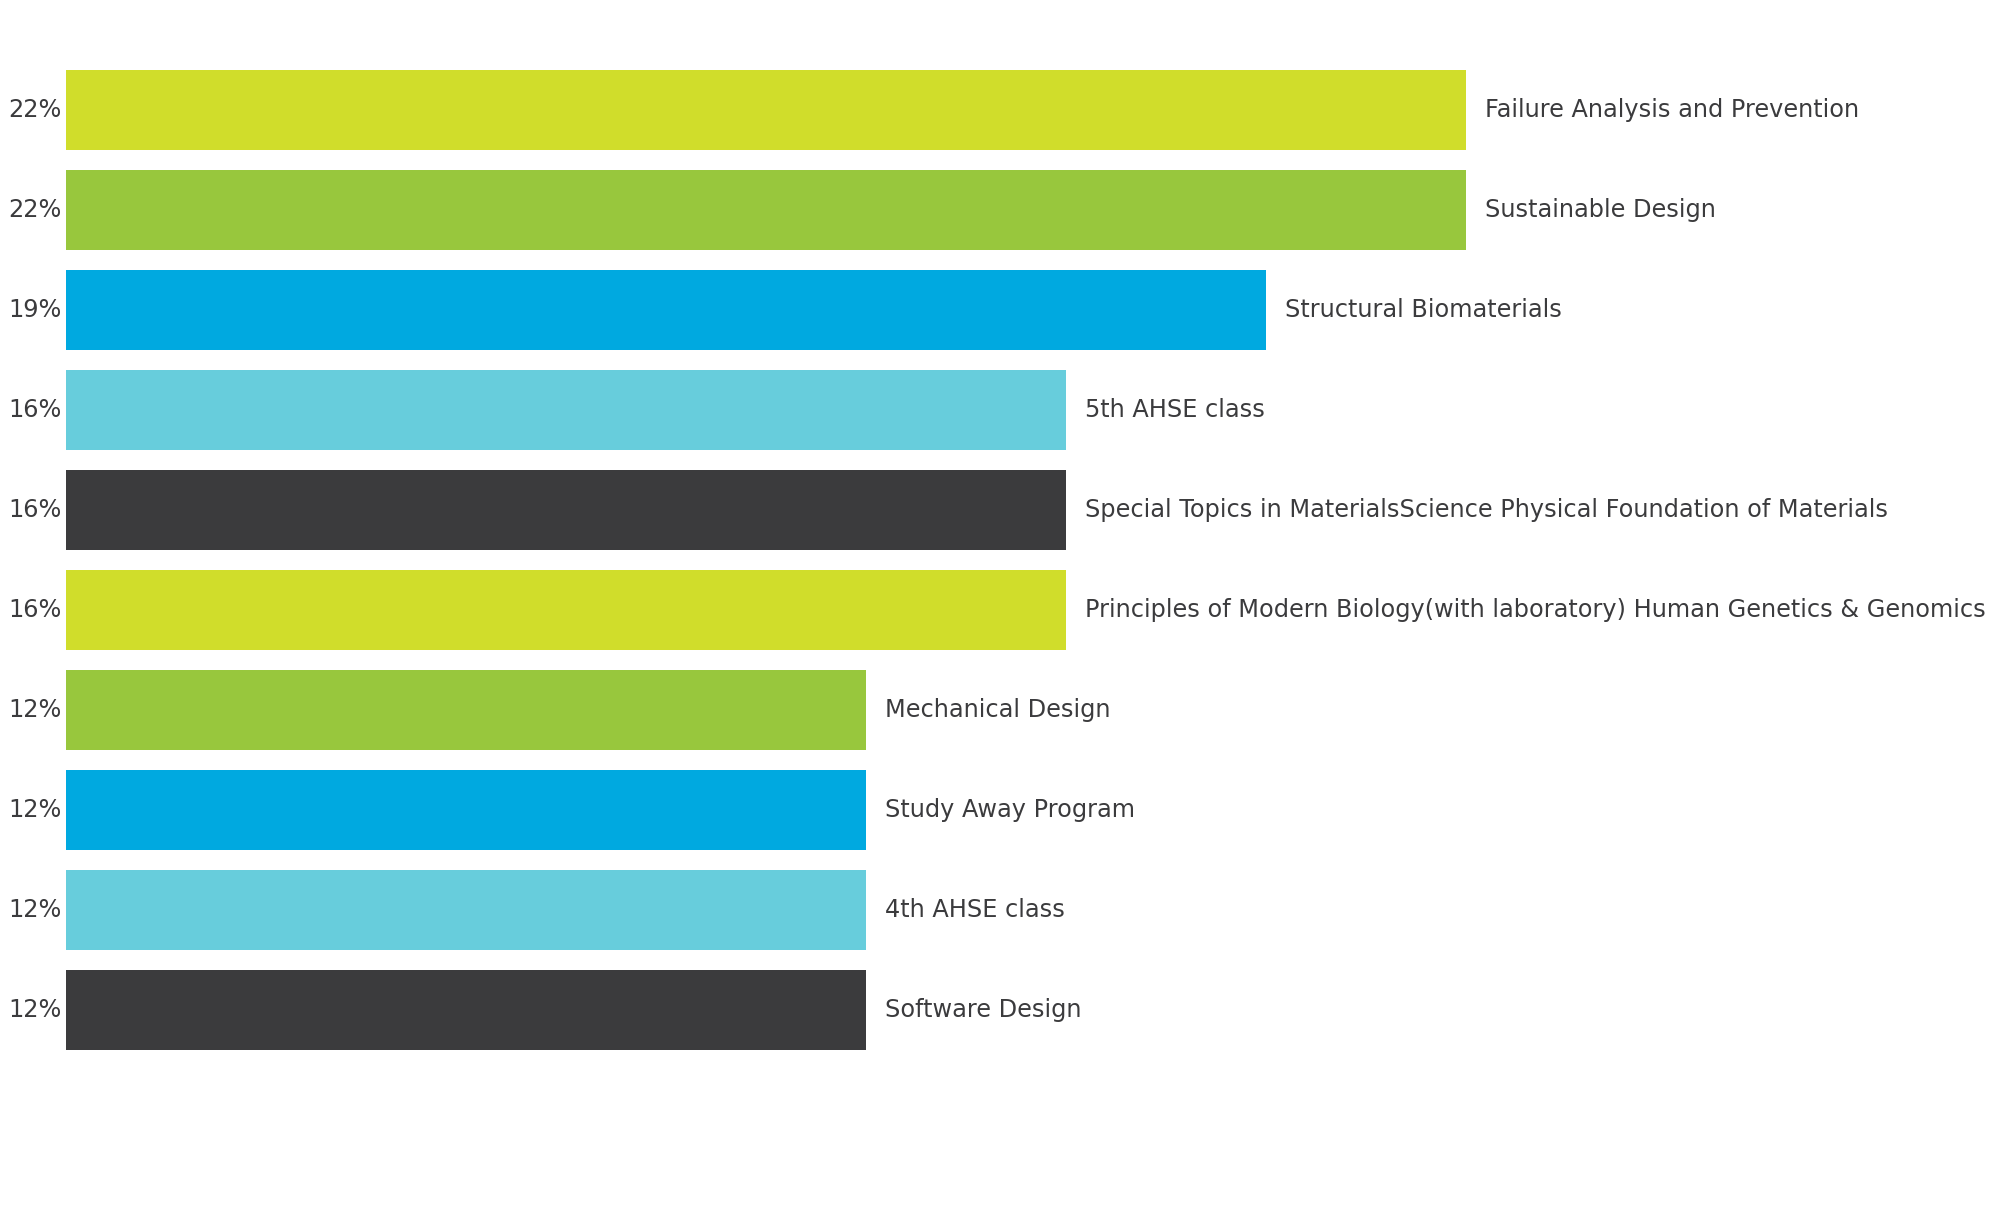 22% Failure Analysis and Prevention
22% Sustainable Design
19% Structural Biomaterials
16% 5th AHSE class
16% Special Topics in MaterialsScience Physical Foundation of Materials
16% Principles of Modern Biology(with laboratory) Human Genetics & Genomics
12% Mechanical Design
12% Study Away Program
12% 4th AHSE class
12% Software Design